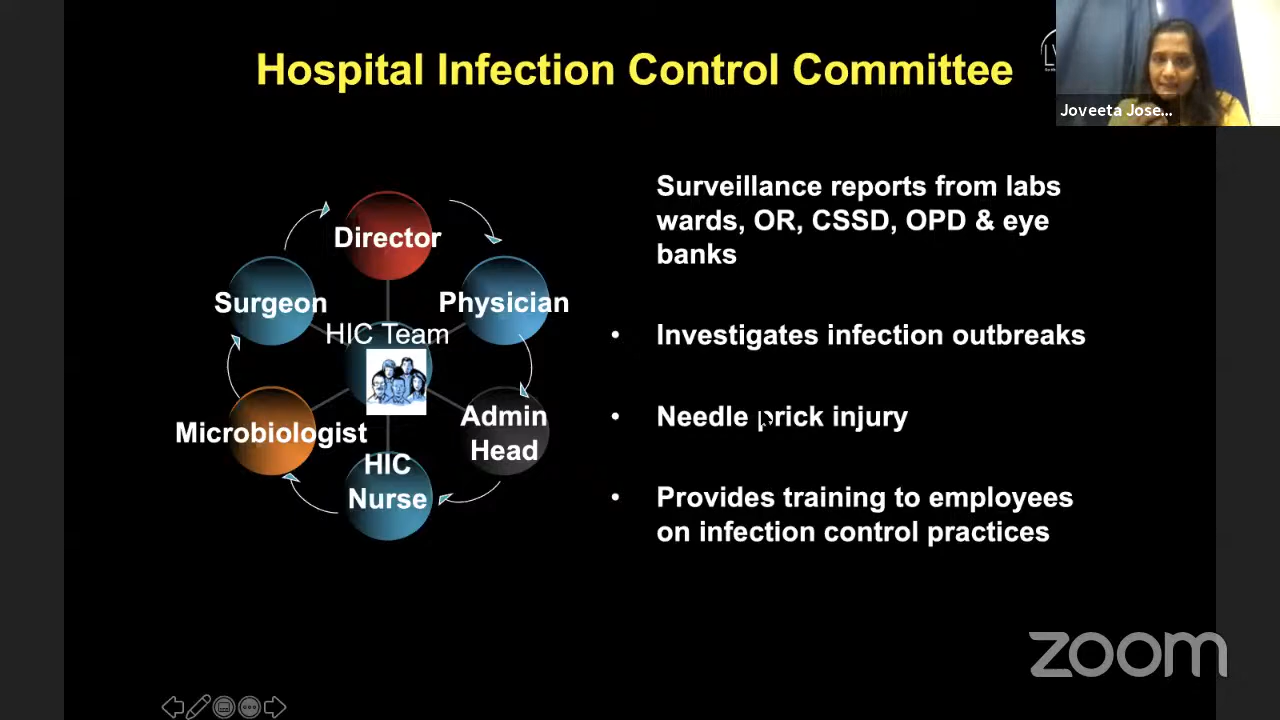 Hospital Infection Control Committee
Joveeta Jose...
Director
Surgeon
Physician
HIC Team
Microbiologist
Admin
Head
HIC
Nurse
Surveillance reports from labs
wards, OR, CSSD, OPD & eye
banks
• Investigates infection outbreaks
• Needle prick injury
• Provides training to employees
on infection control practices
zoom